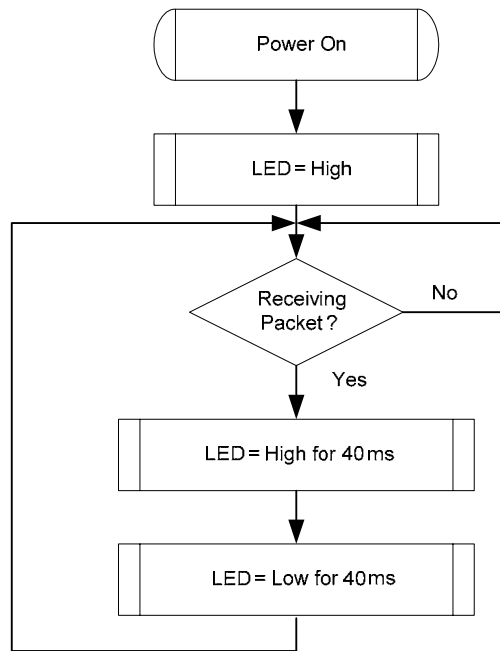 Power On
LED = High
Receiving
Packet ?
No
Yes
LED = High for 40 ms
LED = Low for 40 ms